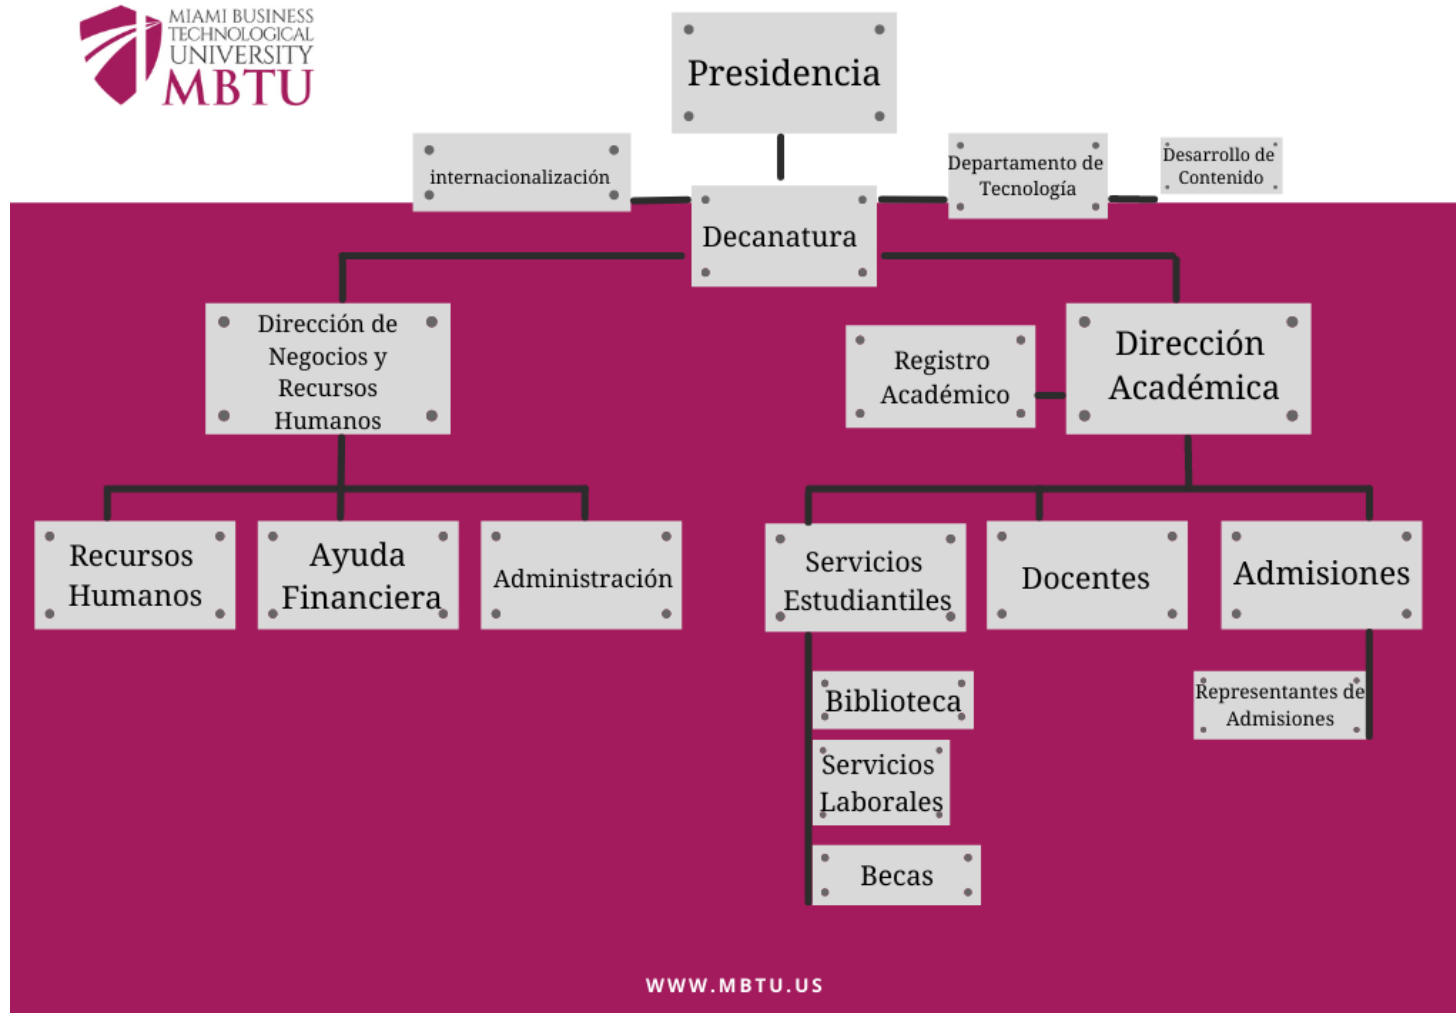 MIAMI BUSINESS
TECHNOLOGICAL
UNIVERSITY
MBTU
Presidencia
internacionalización
Departamento de
Tecnología
Desarrollo de
Contenido
Decanatura
Dirección de
Negocios y
Recursos
Humanos
Registro
Académico
Dirección
Académica
Recursos
Humanos
Ayuda
Financiera
Administración
Servicios
Estudiantiles
Docentes
Admisiones
Biblioteca
Servicios
Laborales
Becas
Representantes de
Admisiones
WWW.MBTU.US